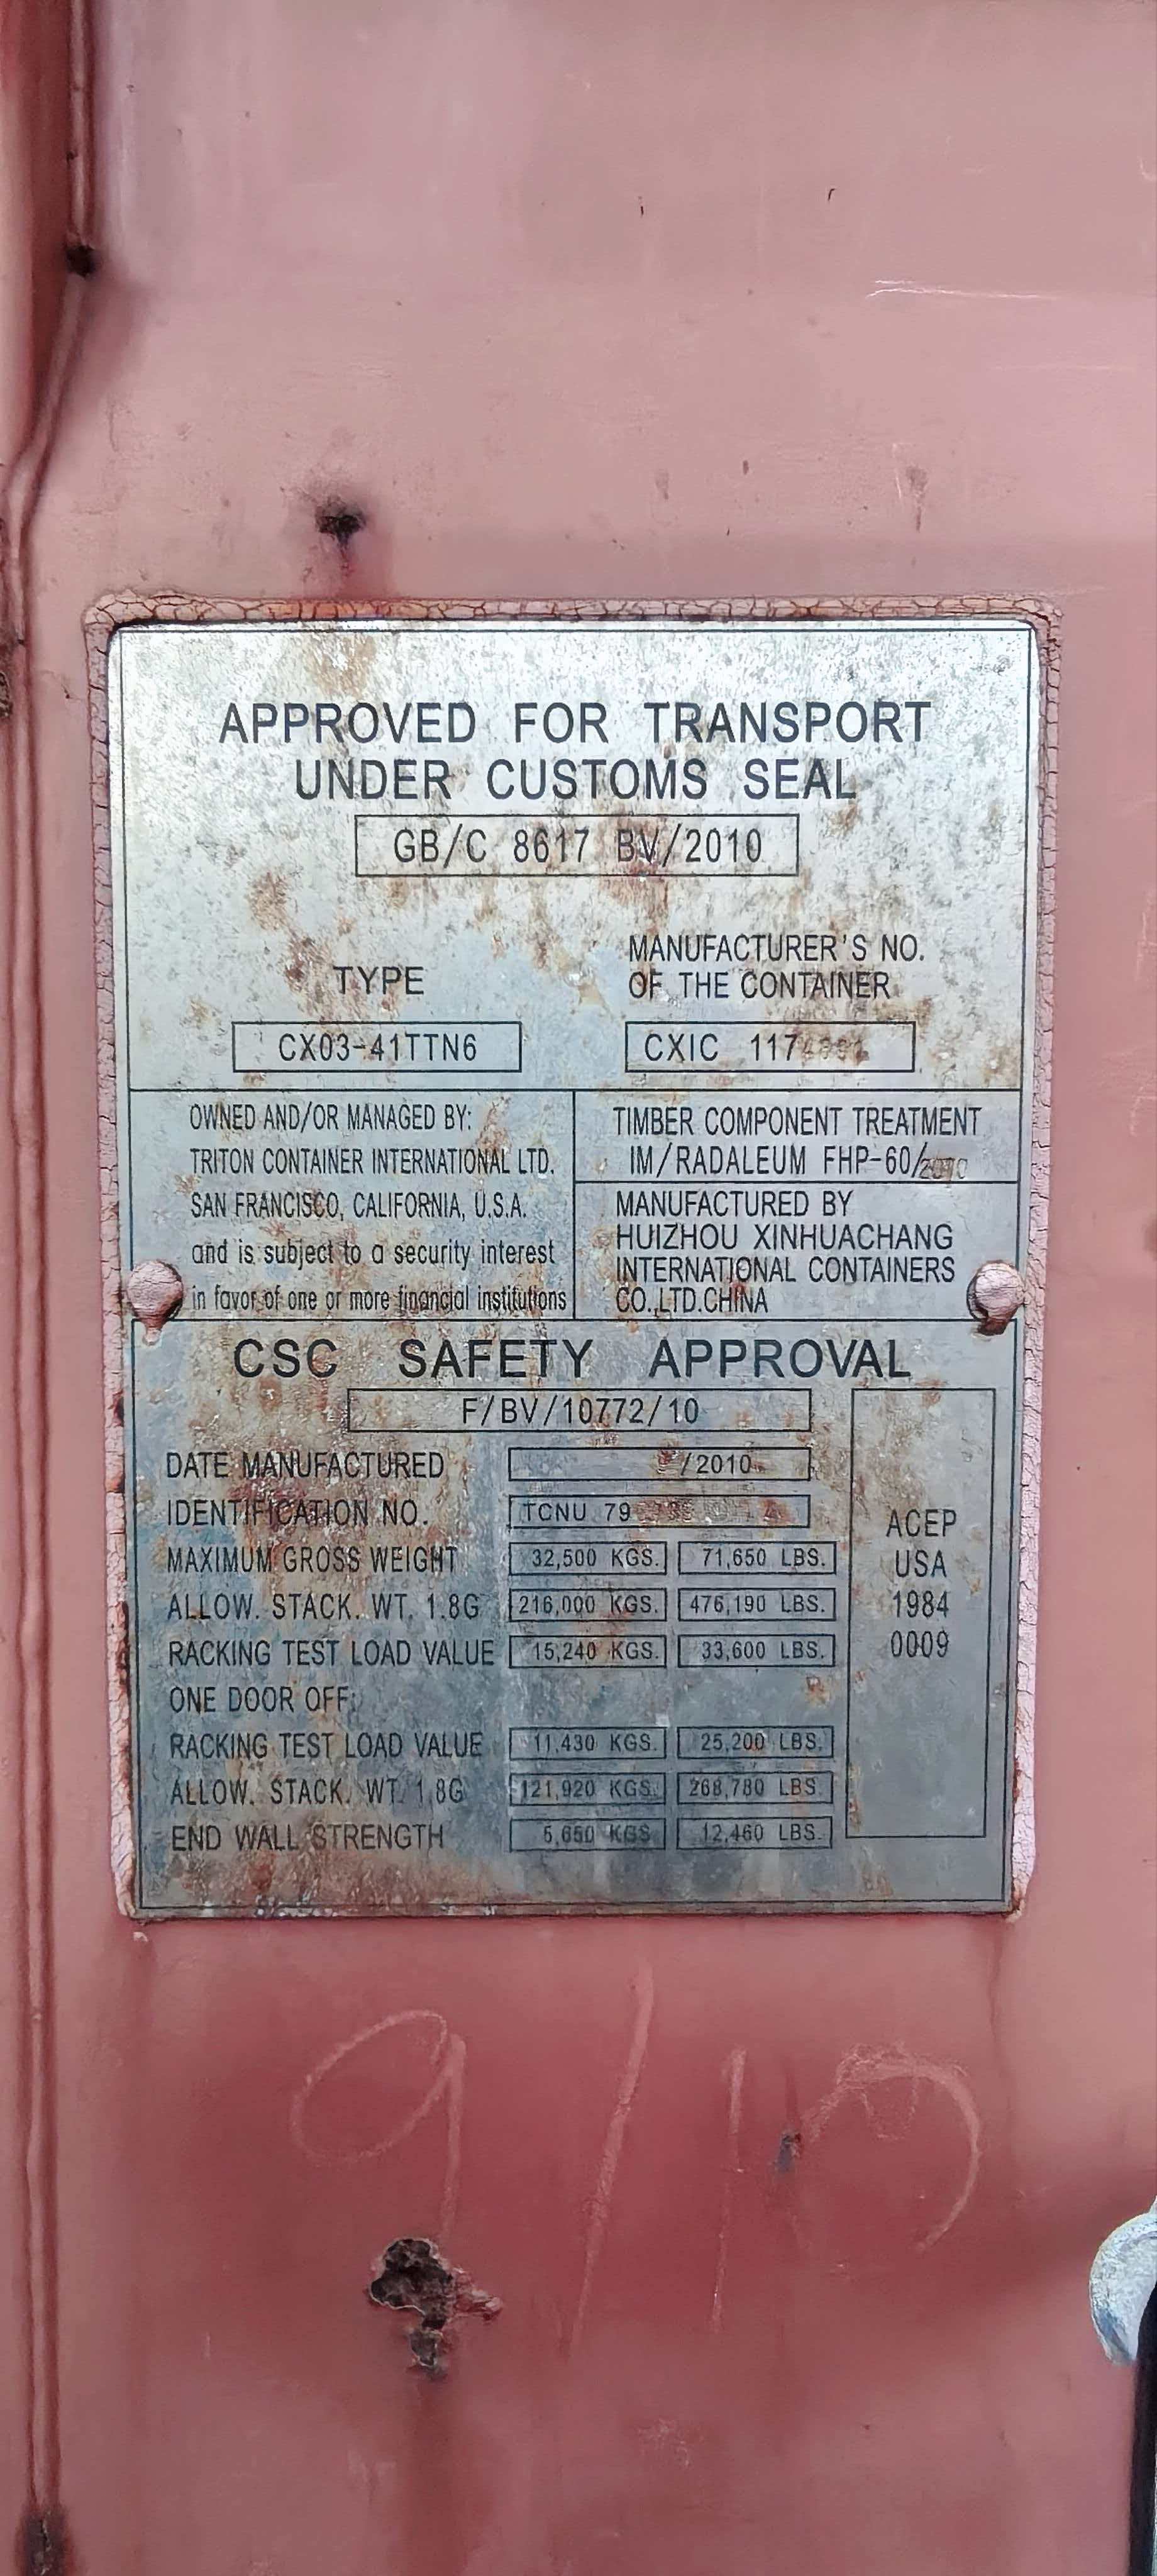 APPROVED FOR TRANSPORT
UNDER CUSTOMS SEAL
GB/C 8617 BV/2010
TYPE
CX03-41TTN6
MANUFACTURER'S NO.
OF THE CONTAINER
CXIC
OWNED AND/OR MANAGED BY:
TRITON CONTAINER INTERNATIONAL LTD.
SAN FRANCISCO, CALIFORNIA, U.S.A.
and is subject to a security interest
in favor of one or more financial institutions
TIMBER COMPONENT TREATMENT
IM/RADALEUM FHP-60/2010
MANUFACTURED BY
HUIZHOU XINHUACHANG
INTERNATIONAL CONTAINERS
CO.,LTD.CHINA
CSC SAFETY APPROVAL
F/BV/10772/10
DATE MANUFACTURED /2010
IDENTIFICATION NO. TCNU
MAXIMUM GROSS WEIGHT 32,500 KGS. 71,650 LBS.
ALLOW. STACK. WT. 1.8G 216,000 KGS. 476,190 LBS.
RACKING TEST LOAD VALUE 15,240 KGS. 33,600 LBS.
ONE DOOR OFF:
RACKING TEST LOAD VALUE 11,430 KGS. 25,200 LBS.
ALLOW. STACK. WT. 1.8G 121,920 KGS. 268,780 LBS.
END WALL STRENGTH 5,650 KGS. 12,460 LBS.
ACEP
USA
1984
0009